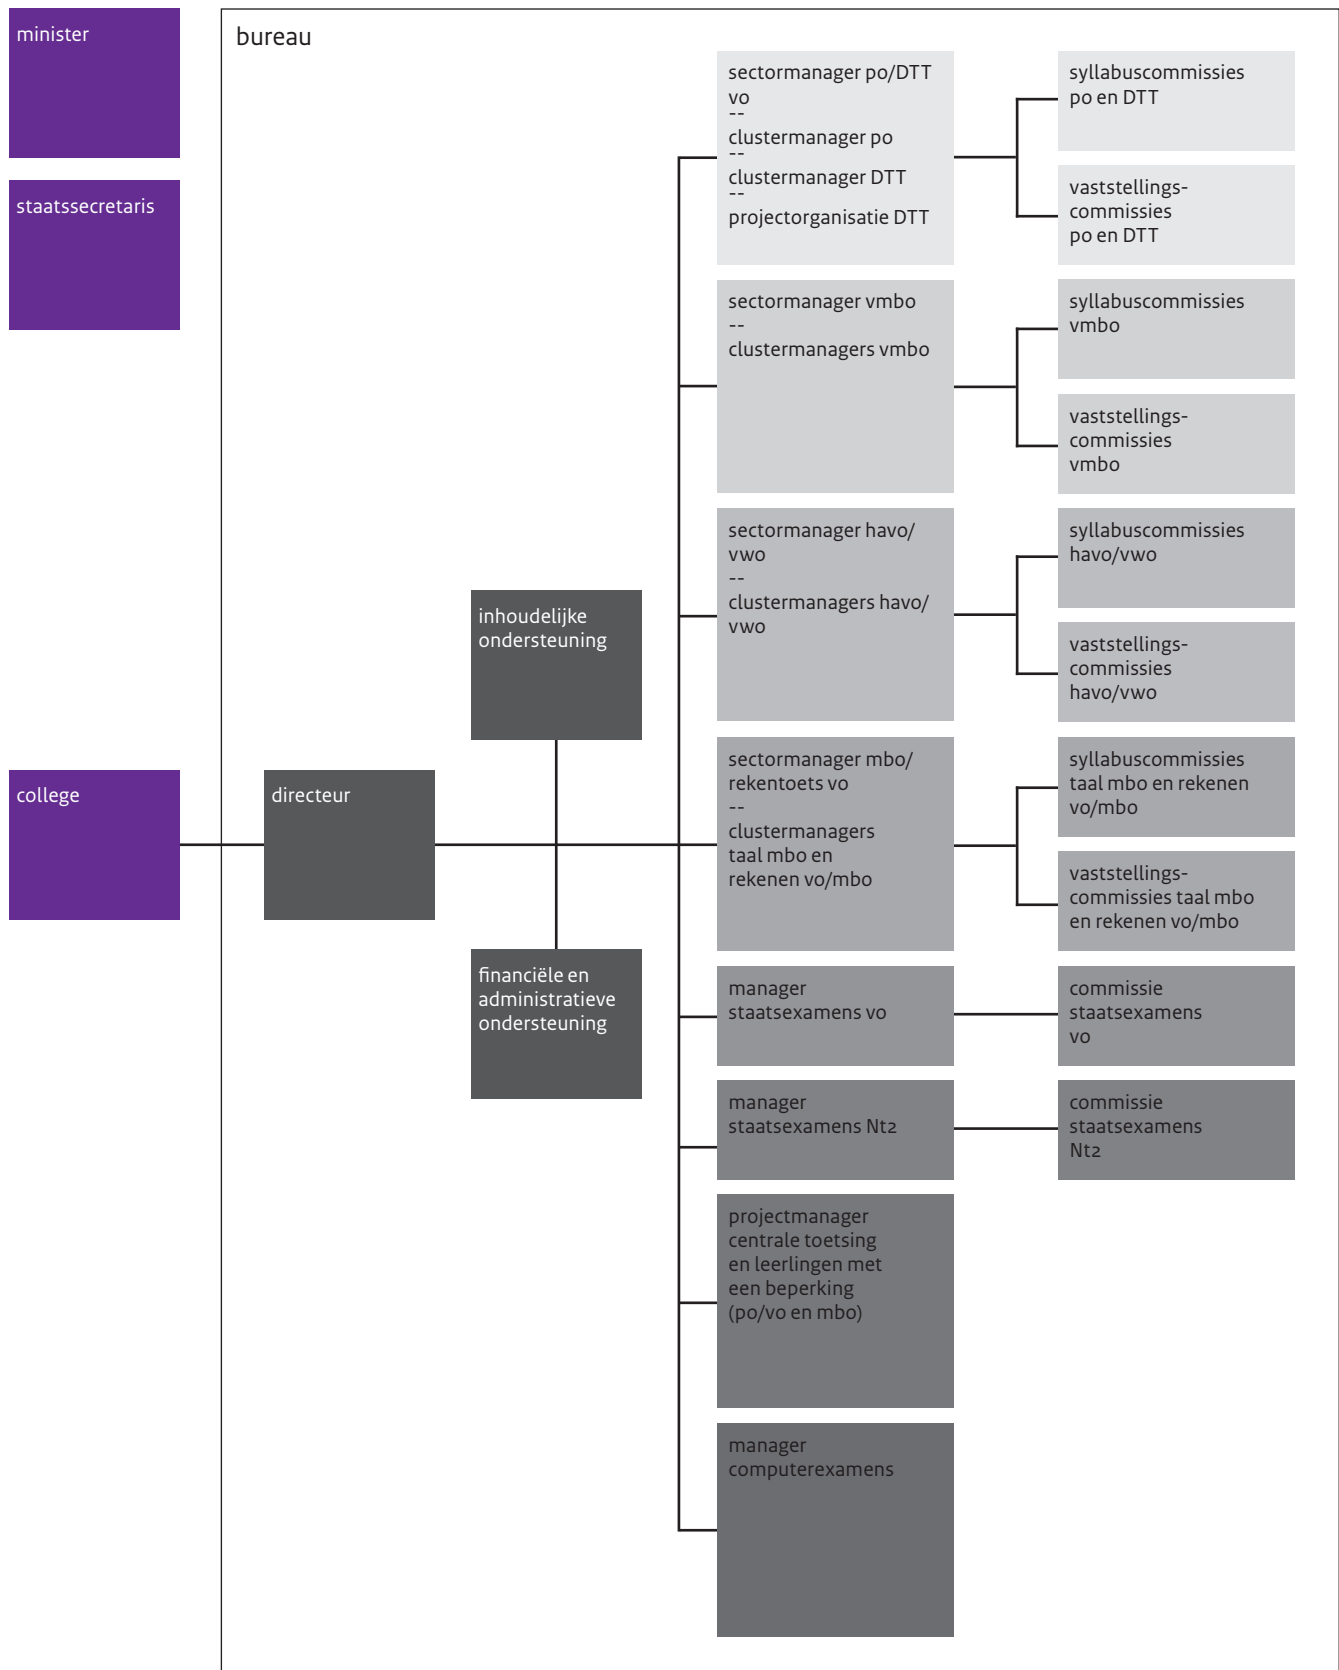 minister
staatssecretaris
college
bureau
directeur
inhoudelijke
ondersteuning
financiële en
administratieve
ondersteuning
sectormanager po/DTT
vo
--
clustermanager po
--
clustermanager DTT
--
projectorganisatie DTT
syllabuscommissies
po en DTT
vaststellings-
commissies
po en DTT
sectormanager vmbo
--
clustermanagers vmbo
syllabuscommissies
vmbo
vaststellings-
commissies
vmbo
sectormanager havo/
vwo
--
clustermanagers havo/
vwo
syllabuscommissies
havo/vwo
vaststellings-
commissies
havo/vwo
sectormanager mbo/
rekentoets vo
--
clustermanagers
taal mbo en
rekenen vo/mbo
syllabuscommissies
taal mbo en rekenen
vo/mbo
vaststellings-
commissies taal mbo
en rekenen vo/mbo
manager
staatsexamens vo
commissie
staatsexamens
vo
manager
staatsexamens Nt2
commissie
staatsexamens
Nt2
projectmanager
centrale toetsing
en leerlingen met
een beperking
(po/vo en mbo)
manager
computerexamens